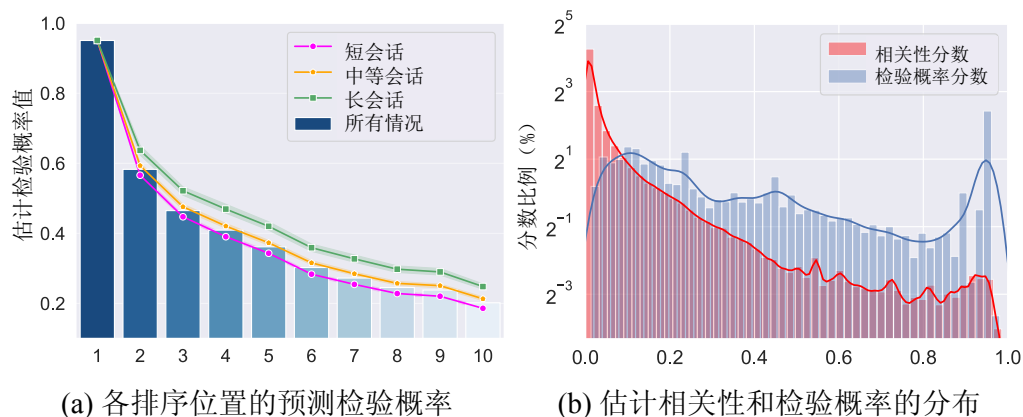 1.0
0.8
0.6
0.4
0.2
估计检验概率值
短会话
中等会话
长会话
所有情况
1 2 3 4 5 6 7 8 9 10
(a) 各排序位置的预测检验概率
2^5
2^3
2^1
2^-1
2^-3
分数比例（%）
相关性分数
检验概率分数
0.0 0.2 0.4 0.6 0.8 1.0
(b) 估计相关性和检验概率的分布